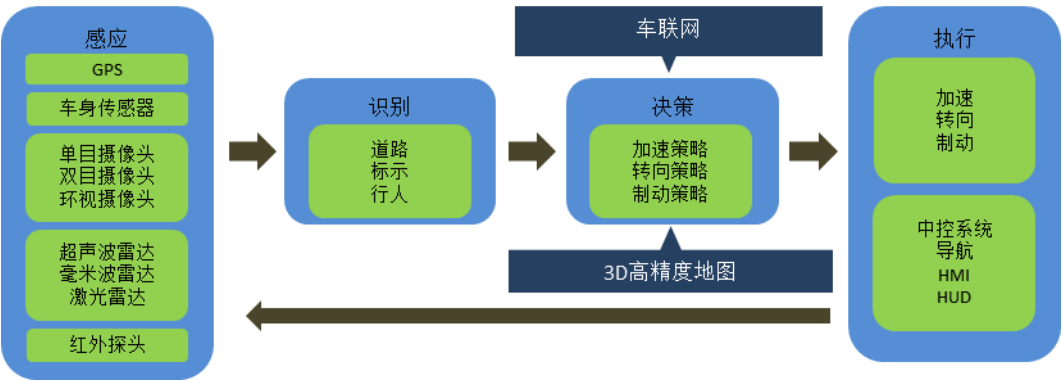 感应
GPS
车身传感器
单目摄像头
双目摄像头
环视摄像头
超声波雷达
毫米波雷达
激光雷达
红外探头
识别
道路
标示
行人
车联网
决策
加速策略
转向策略
制动策略
3D高精度地图
执行
加速
转向
制动
中控系统
导航
HMI
HUD